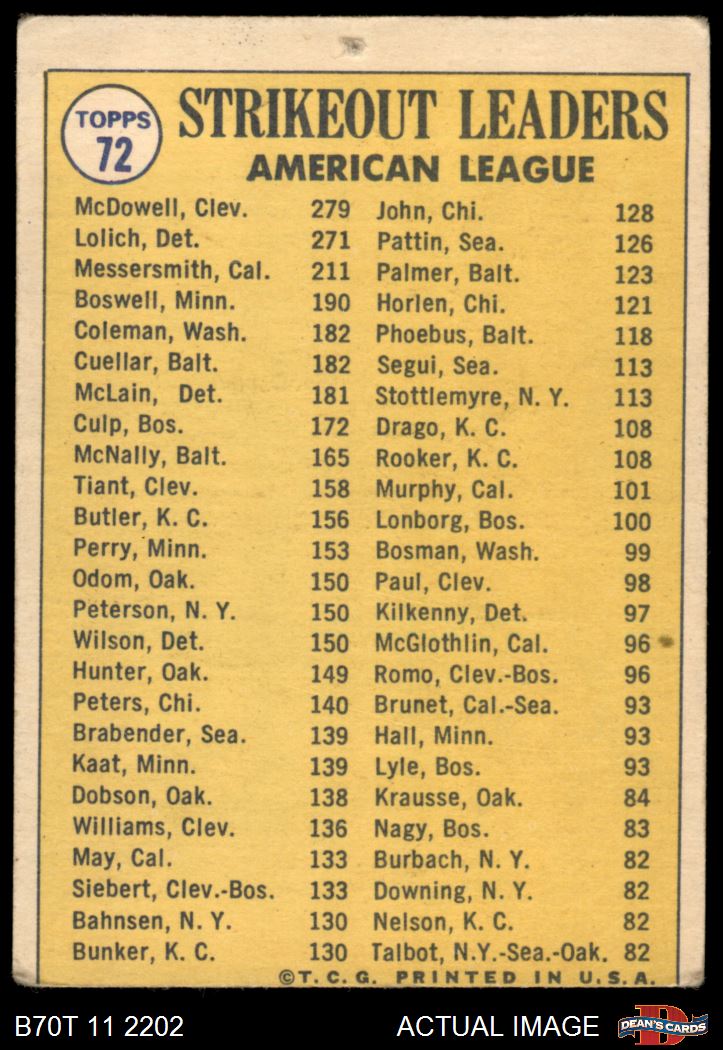 TOPPS
72
STRIKEOUT LEADERS
AMERICAN LEAGUE
McDowell, Clev. 279
Lolich, Det. 271
Messersmith, Cal. 211
Boswell, Minn. 190
Coleman, Wash. 182
Cuellar, Balt. 182
McLain, Det. 181
Culp, Bos. 172
McNally, Balt. 165
Tiant, Clev. 158
Butler, K. C. 156
Perry, Minn. 153
Odom, Oak. 150
Peterson, N. Y. 150
Wilson, Det. 150
Hunter, Oak. 149
Peters, Chi. 140
Brabender, Sea. 139
Kaat, Minn. 139
Dobson, Oak. 138
Williams, Clev. 136
May, Cal. 133
Siebert, Clev.-Bos. 133
Bahnsen, N. Y. 130
Bunker, K. C. 130
John, Chi. 128
Pattin, Sea. 126
Palmer, Balt. 123
Horlen, Chi. 121
Phoebus, Balt. 118
Segui, Sea. 113
Stottlemyre, N. Y. 113
Drago, K. C. 108
Rooker, K. C. 108
Murphy, Cal. 101
Lonborg, Bos. 100
Bosman, Wash. 99
Paul, Clev. 98
Kilkenny, Det. 97
McGlothlin, Cal. 96
Romo, Clev.-Bos. 96
Brunet, Cal.-Sea. 93
Hall, Minn. 93
Lyle, Bos. 93
Krausse, Oak. 84
Nagy, Bos. 83
Burbach, N. Y. 82
Downing, N. Y. 82
Nelson, K. C. 82
Talbot, N.Y.-Sea.-Oak. 82
©T. C. G. PRINTED IN U.S.A.
B70T 11 2202
ACTUAL IMAGE
D
DEAN'S CARDS